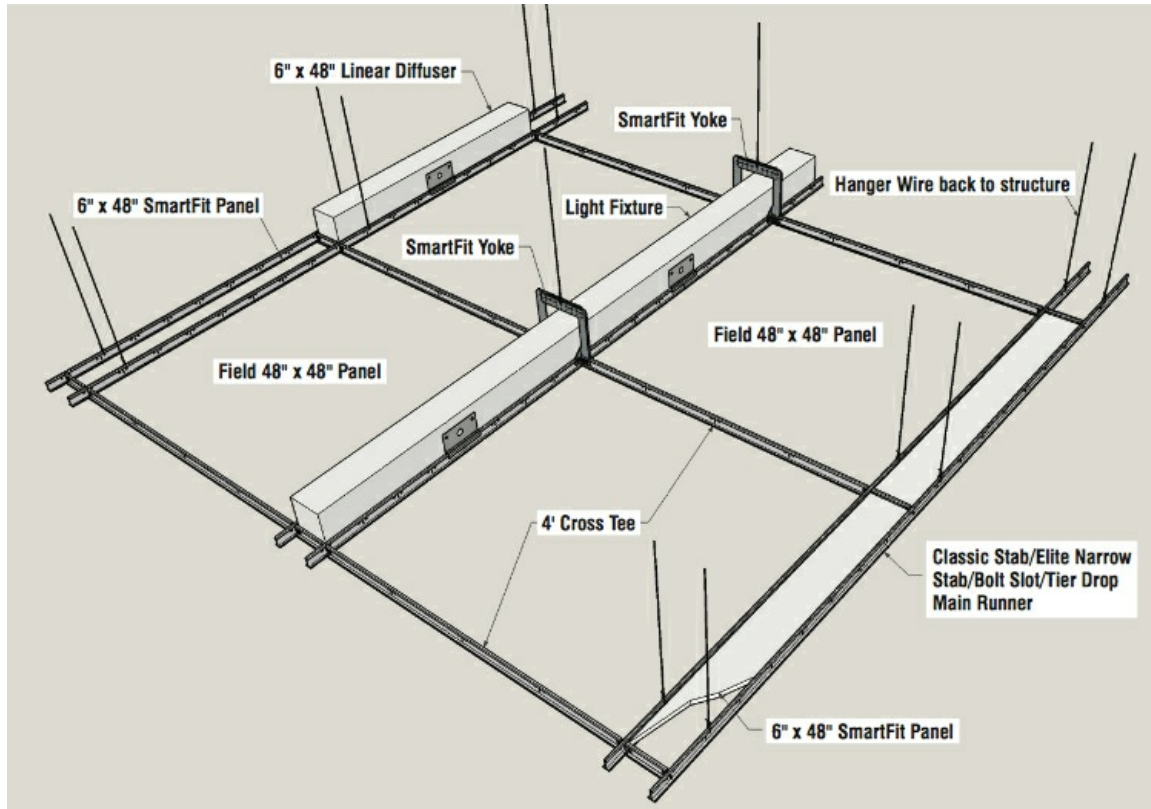 6" x 48" Linear Diffuser
SmartFit Yoke
Hanger Wire back to structure
6" x 48" SmartFit Panel
Light Fixture
SmartFit Yoke
Field 48" x 48" Panel
Field 48" x 48" Panel
4' Cross Tee
Classic Stab/Elite Narrow
Stab/Bolt Slot/Tier Drop
Main Runner
6" x 48" SmartFit Panel